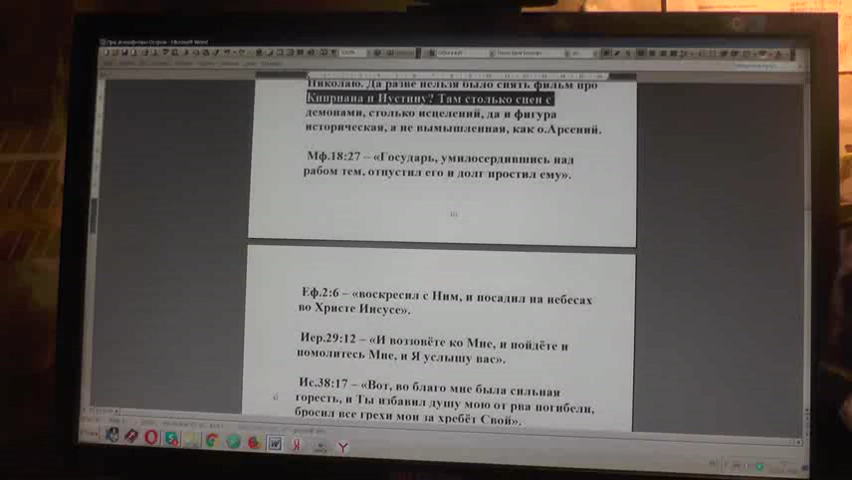 Николаю. Да разве нельзя было снять фильм про
Киприана и Иустину? Там столько сцен с
демонами, столько исцелений, да и фигура
историческая, а не вымышленная, как о.Арсений.
Мф.18:27 – «Государь, умилосердившись над
рабом тем, отпустил его и долг простил ему».
10
Еф.2:6 – «воскресил с Ним, и посадил на небесах
во Христе Иисусе».
Иер.29:12 – «И воззовёте ко Мне, и пойдёте и
помолитесь Мне, и Я услышу вас».
Ис.38:17 – «Вот, во благо мне была сильная
горесть, и Ты избавил душу мою от рва погибели,
бросил все грехи мои за хребёт Свой».